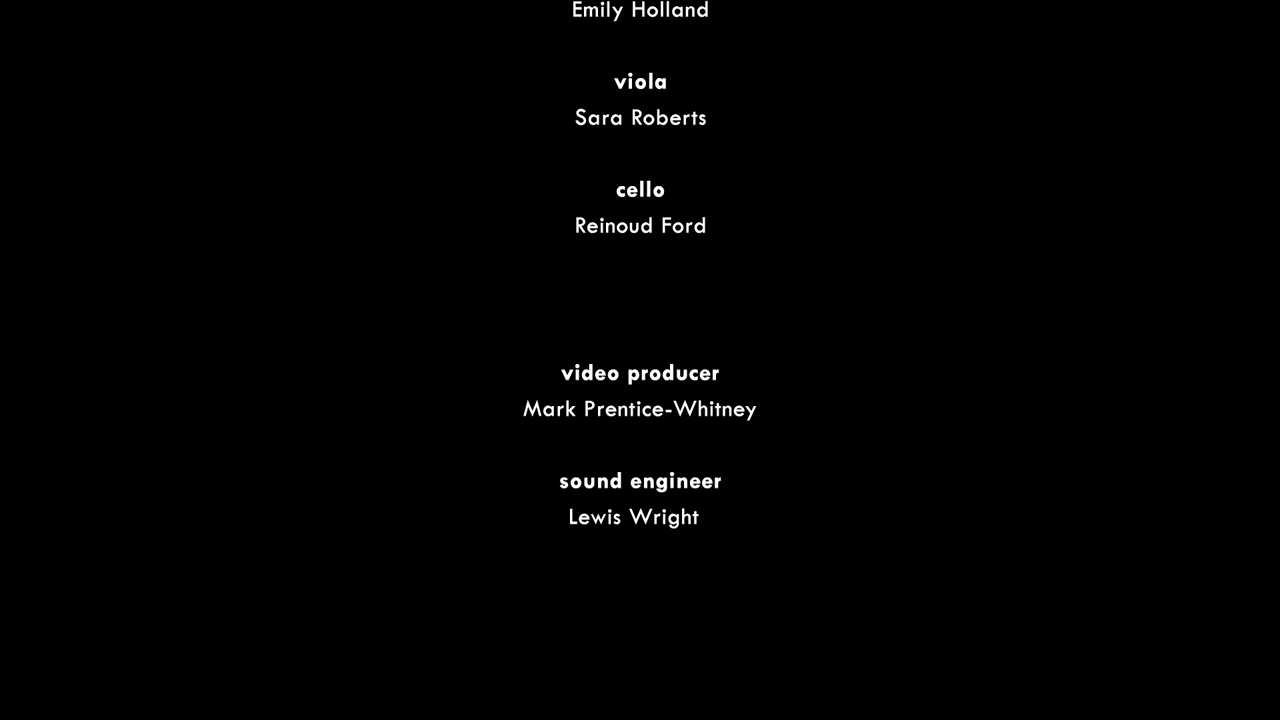 Emily Holland
viola
Sara Roberts
cello
Reinoud Ford
video producer
Mark Prentice-Whitney
sound engineer
Lewis Wright